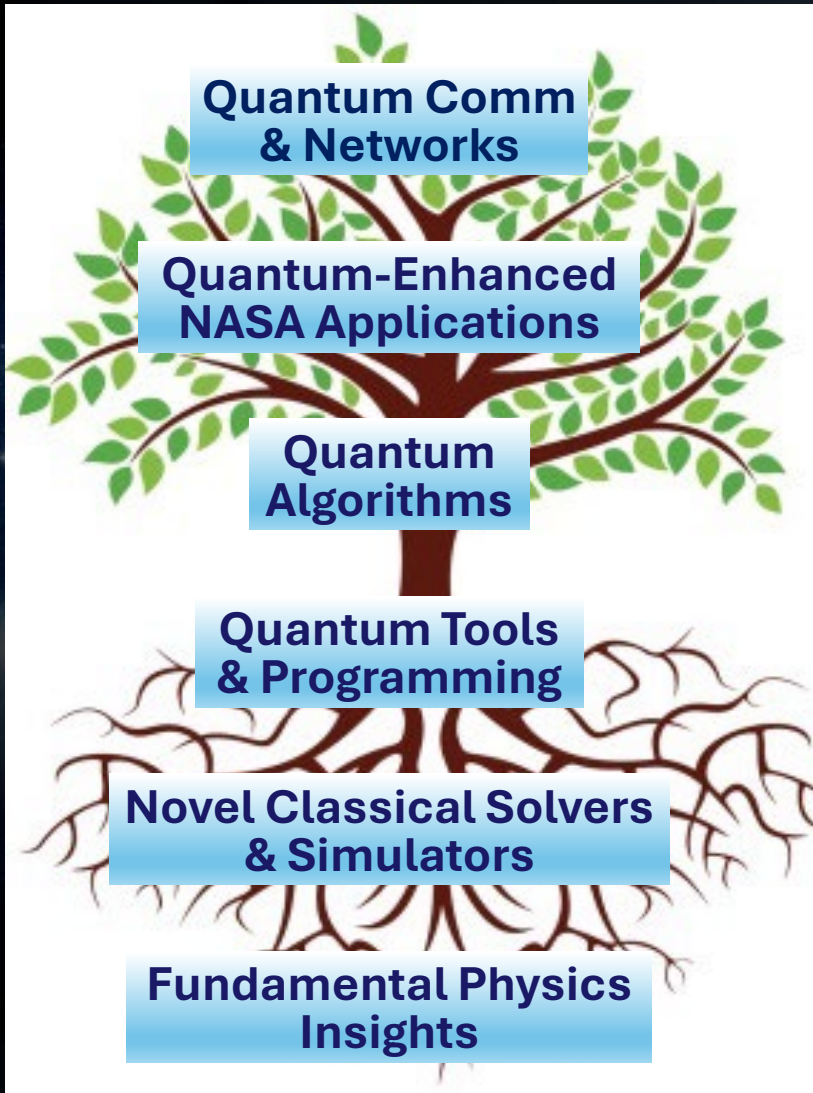 Quantum Comm
& Networks
Quantum-Enhanced
NASA Applications
Quantum
Algorithms
Quantum Tools
& Programming
Novel Classical Solvers
& Simulators
Fundamental Physics
Insights